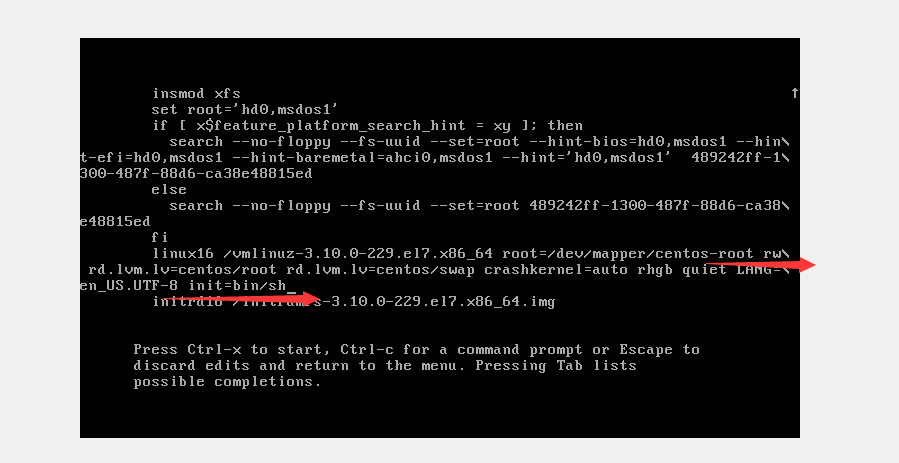 insmod xfs
set root='hd0,msdos1'
if [ x$feature_platform_search_hint = xy ]; then
search --no-floppy --fs-uuid --set=root --hint-bios=hd0,msdos1 --hin\
t-efi=hd0,msdos1 --hint-baremetal=ahci0,msdos1 --hint='hd0,msdos1'  489242ff-1\
300-487f-88d6-ca38e48815ed
else
search --no-floppy --fs-uuid --set=root 489242ff-1300-487f-88d6-ca38\
e48815ed
fi
linux16 /vmlinuz-3.10.0-229.el7.x86_64 root=/dev/mapper/centos-root rw\
rd.lvm.lv=centos/root rd.lvm.lv=centos/swap crashkernel=auto rhgb quiet LANG=\
en_US.UTF-8 init=bin/sh_
initrd16 /initramfs-3.10.0-229.el7.x86_64.img
Press Ctrl-x to start, Ctrl-c for a command prompt or Escape to
discard edits and return to the menu. Pressing Tab lists
possible completions.